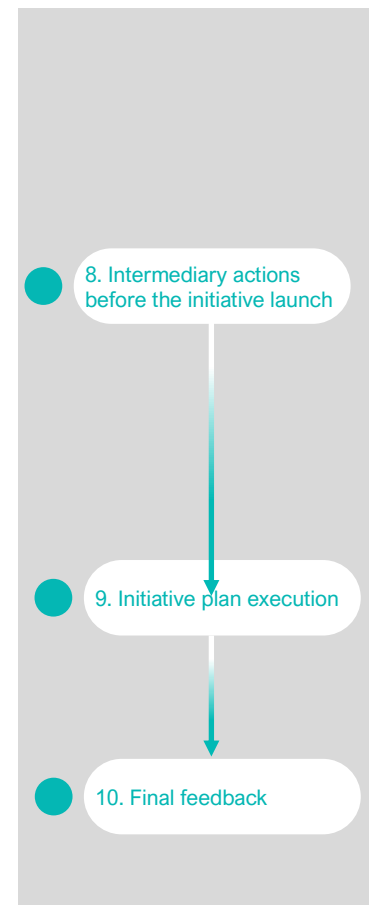 8. Intermediary actions
before the initiative launch
9. Initiative plan execution
10. Final feedback